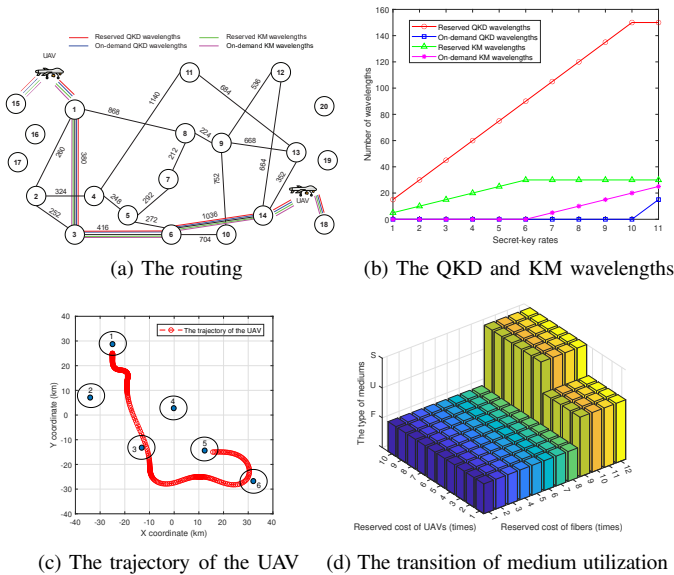 Reserved QKD wavelengths
On-demand QKD wavelengths
Reserved KM wavelengths
On-demand KM wavelengths
UAV
11
12
15
1
20
16
8
9
13
19
17
7
2
4
5
14
UAV
3
6
10
18
868
1140
684
536
224
668
664
212
260
380
752
352
324
248
292
252
416
272
1036
704
(a) The routing
Reserved QKD wavelengths
On-demand QKD wavelengths
Reserved KM wavelengths
On-demand KM wavelengths
Number of wavelengths
160
140
120
100
80
60
40
20
0
1 2 3 4 5 6 7 8 9 10 11
Secret-key rates
(b) The QKD and KM wavelengths
The trajectory of the UAV
Y coordinate (km)
40
30
20
10
0
-10
-20
-30
-40
1
2
3
4
5
6
-40 -30 -20 -10 0 10 20 30 40
X coordinate (km)
(c) The trajectory of the UAV
The type of mediums
S
U
F
10 9 8 7 6 5 4 3 2 1
Reserved cost of UAVs (times)
1 2 3 4 5 6 7 8 9 10 11 12
Reserved cost of fibers (times)
(d) The transition of medium utilization